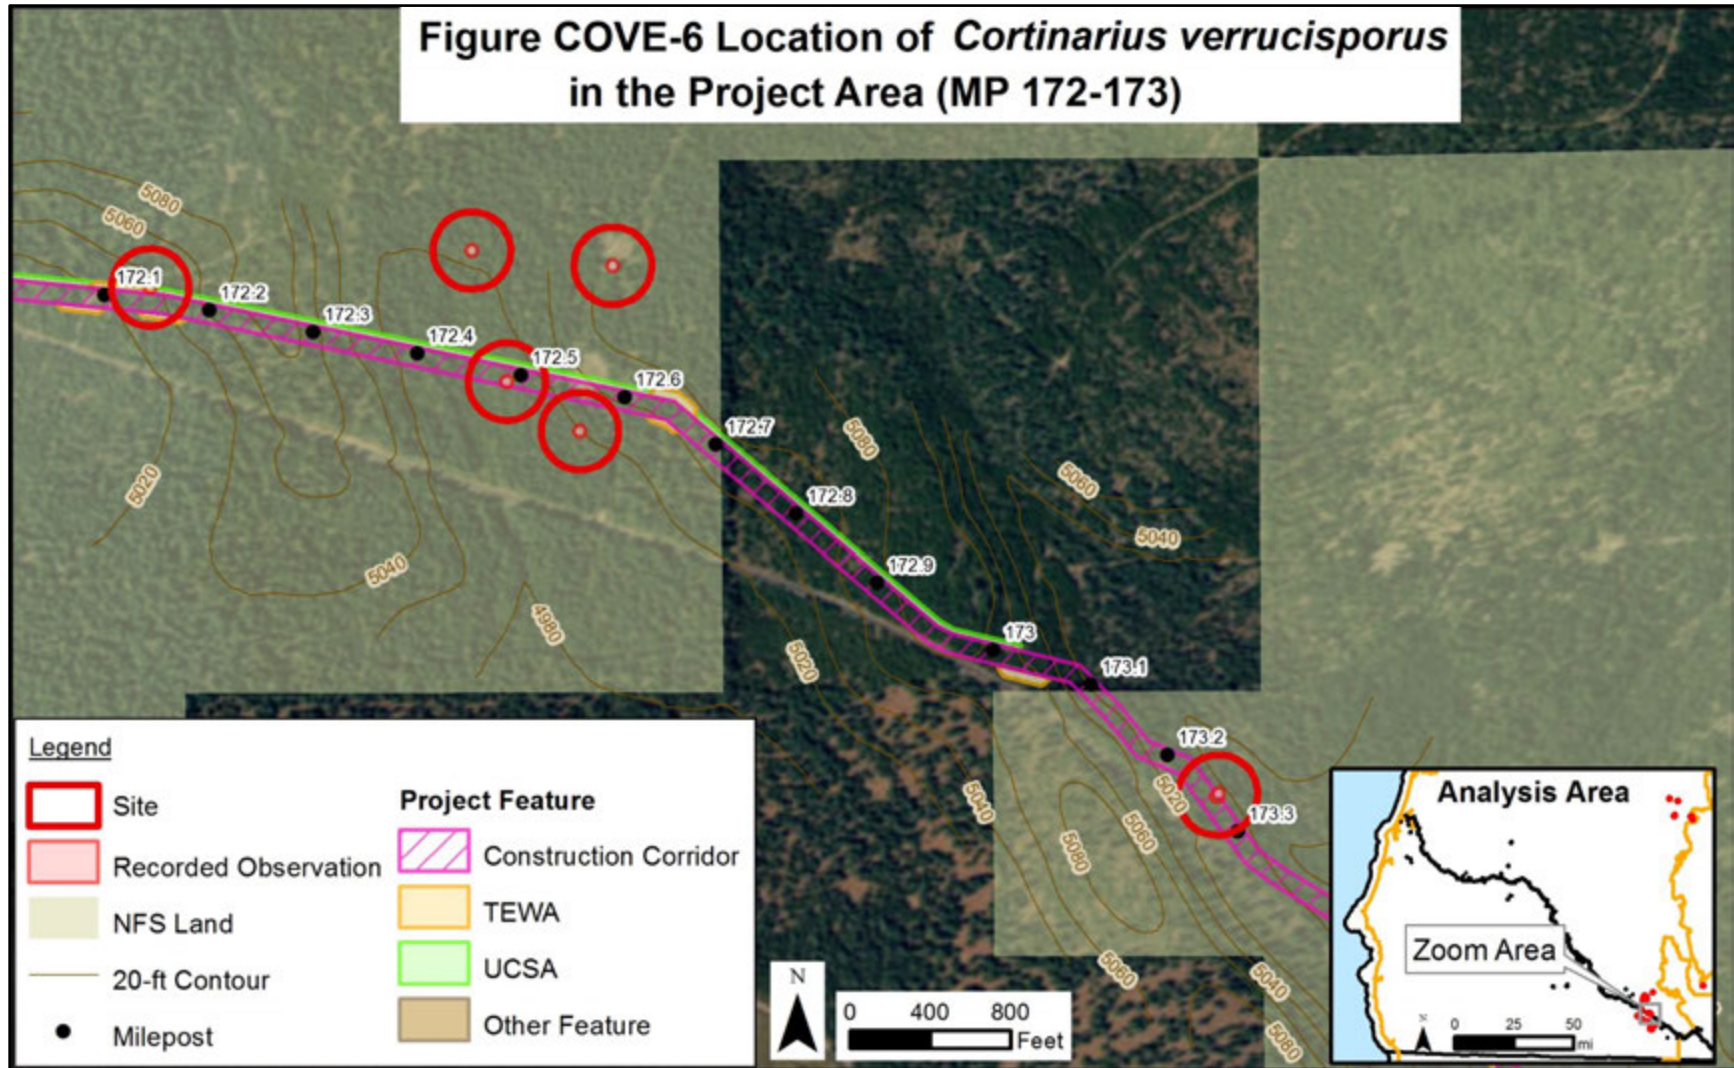 Figure COVE-6 Location of Cortinarius verrucisporus
in the Project Area (MP 172-173)
5080
5060
172.1
172.2
172.3
172.4
172.5
172.6
172.7
172.8
172.9
173
173.1
173.2
173.3
5020
5040
4980
5080
5060
5040
5020
5040
5020
5060
5080
5060
5040
5080
Legend
Site
Recorded Observation
NFS Land
20-ft Contour
Milepost
Project Feature
Construction Corridor
TEWA
UCSA
Other Feature
N
0 400 800
Feet
Analysis Area
Zoom Area
N
0 25 50
mi